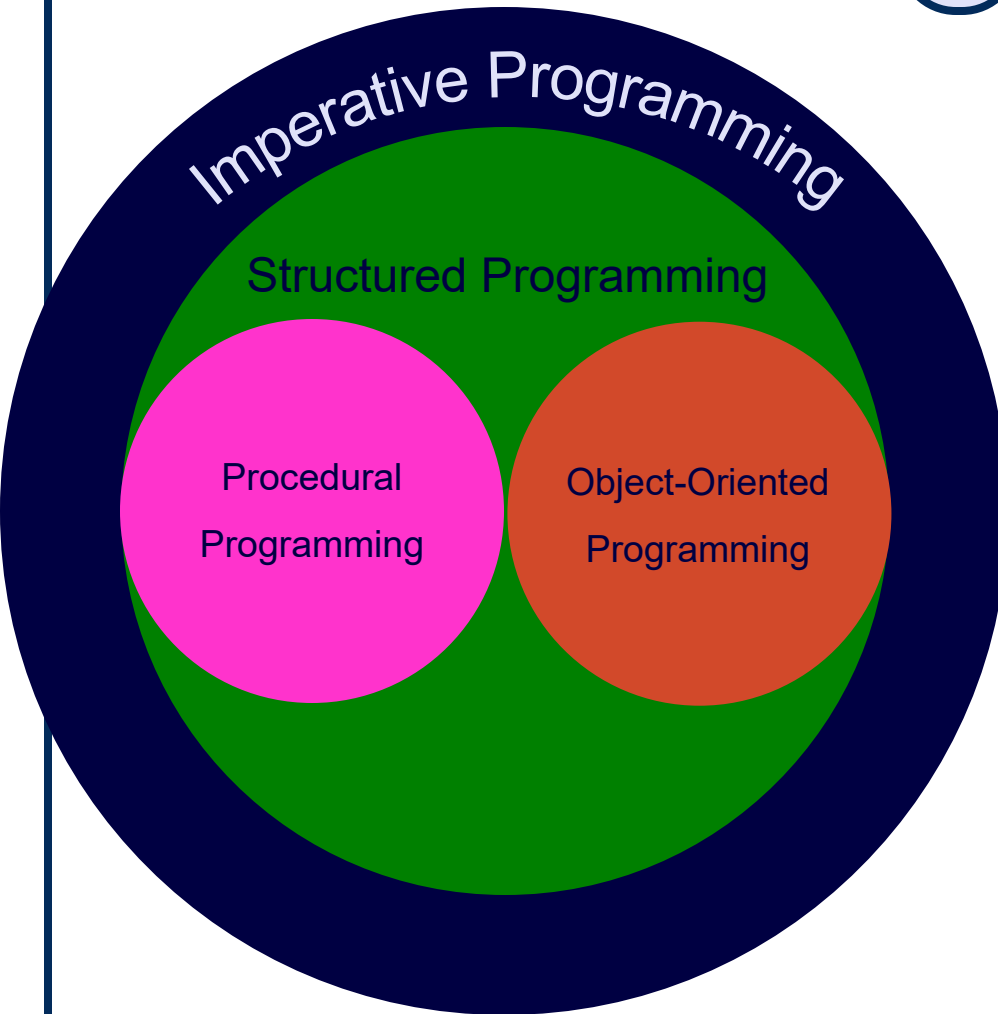 Imperative Programming
Structured Programming
Procedural
Programming
Object-Oriented
Programming